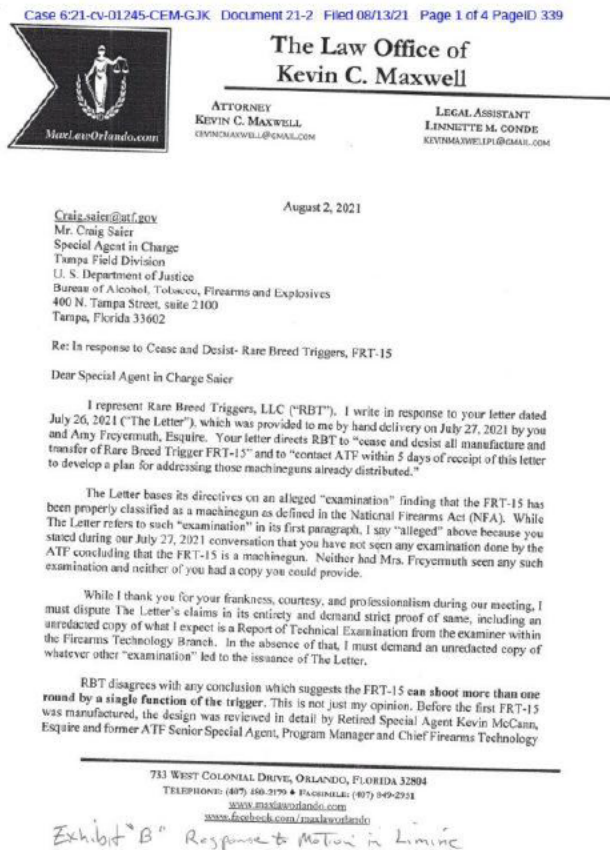 Case 6:21-cv-01245-CEM-GJK Document 21-2 Filed 08/13/21 Page 1 of 4 PageID 339
MaxLawOrlando.com
The Law Office of
Kevin C. Maxwell
ATTORNEY
KEVIN C. MAXWELL
KEVINCMAXWELL@GMAIL.COM
LEGAL ASSISTANT
LINNETTE M. CONDE
KEVINMAXWELLPL@GMAIL.COM
August 2, 2021
Craig.saier@atf.gov
Mr. Craig Saier
Special Agent in Charge
Tampa Field Division
U. S. Department of Justice
Bureau of Alcohol, Tobacco, Firearms and Explosives
400 N. Tampa Street, suite 2100
Tampa, Florida 33602
Re: In response to Cease and Desist- Rare Breed Triggers, FRT-15
Dear Special Agent in Charge Saier
I represent Rare Breed Triggers, LLC ("RBT"). I write in response to your letter dated
July 26, 2021 ("The Letter"), which was provided to me by hand delivery on July 27, 2021 by you
and Amy Freyermuth, Esquire. Your letter directs RBT to "cease and desist all manufacture and
transfer of Rare Breed Trigger FRT-15" and to "contact ATF within 5 days of receipt of this letter
to develop a plan for addressing those machineguns already distributed."
The Letter bases its directives on an alleged "examination" finding that the FRT-15 has
been properly classified as a machinegun as defined in the National Firearms Act (NFA). While
The Letter refers to such "examination" in its first paragraph, I say "alleged" above because you
stated during our July 27, 2021 conversation that you have not seen any examination done by the
ATF concluding that the FRT-15 is a machinegun. Neither had Mrs. Freyermuth seen any such
examination and neither of you had a copy you could provide.
While I thank you for your frankness, courtesy, and professionalism during our meeting, I
must dispute The Letter's claims in its entirety and demand strict proof of same, including an
unredacted copy of what I expect is a Report of Technical Examination from the examiner within
the Firearms Technology Branch. In the absence of that, I must demand an unredacted copy of
whatever other "examination" led to the issuance of The Letter.
RBT disagrees with any conclusion which suggests the FRT-15 can shoot more than one
round by a single function of the trigger. This is not just my opinion. Before the first FRT-15
was manufactured, the design was reviewed in detail by Retired Special Agent Kevin McCann,
Esquire and former ATF Senior Special Agent, Program Manager and Chief Firearms Technology
733 WEST COLONIAL DRIVE, ORLANDO, FLORIDA 32804
TELEPHONE: (407) 480-2179 ♦ FACSIMILE: (407) 849-2951
www.maxlaworlando.com
www.facebook.com/maxlaworlando
Exhibit "B" Response to Motion in Limine